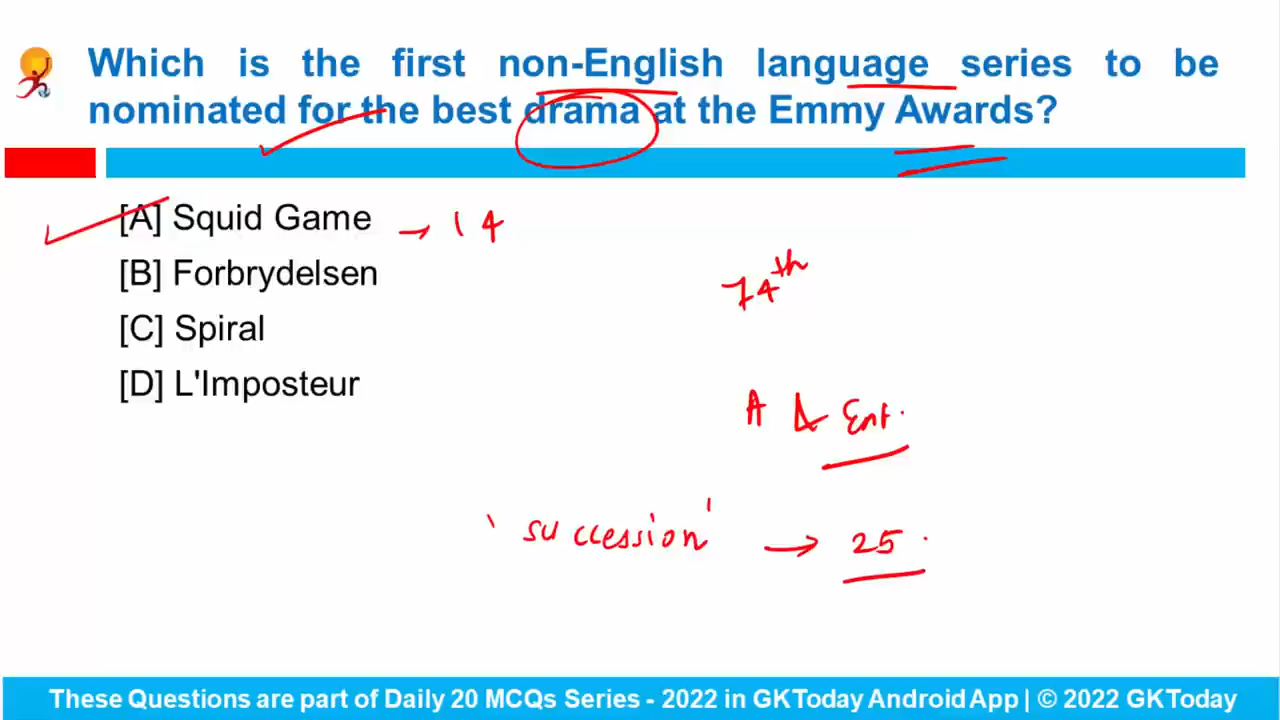 Which is the first non-English language series to be
nominated for the best drama at the Emmy Awards?
[A] Squid Game → 14
[B] Forbrydelsen
74th
[C] Spiral
[D] L'Imposteur
A & Ent.
'succession' → 25.
These Questions are part of Daily 20 MCQs Series - 2022 in GKToday Android App | © 2022 GKToday